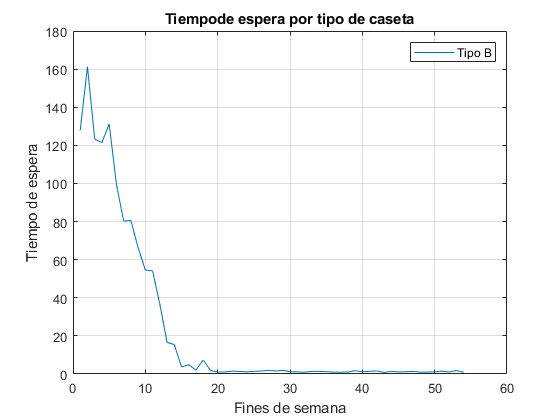 Tiempode espera por tipo de caseta
Tipo B
180
160
140
120
100
80
60
40
20
0
Tiempo de espera
0 10 20 30 40 50 60
Fines de semana